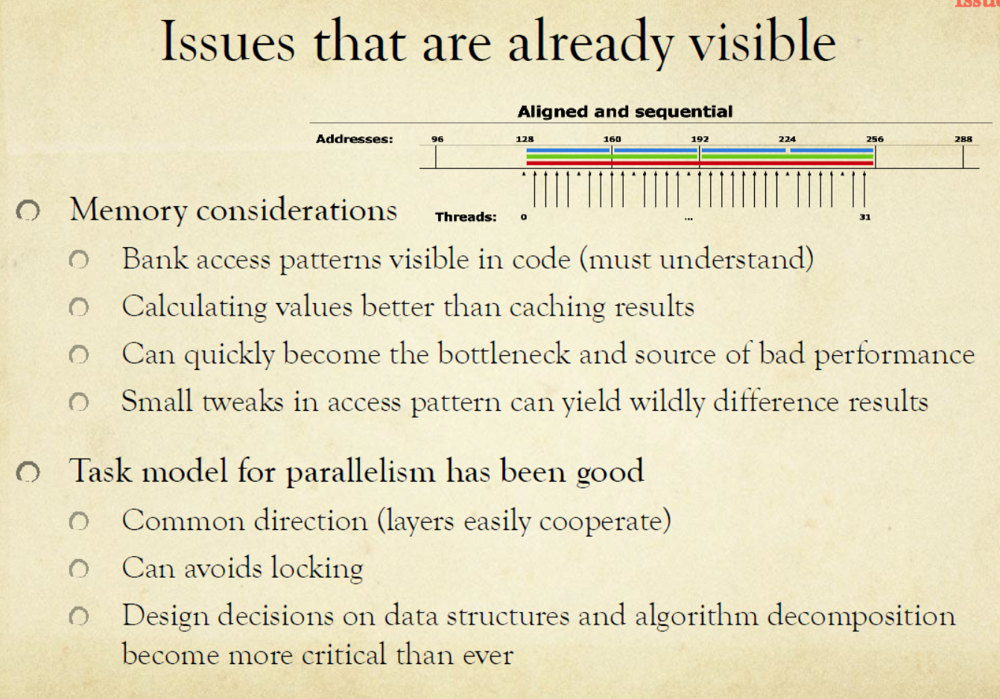 Issues that are already visible
Aligned and sequential
Addresses: 96 128 160 192 224 256 288
Threads: 0 ... 31
Memory considerations
Bank access patterns visible in code (must understand)
Calculating values better than caching results
Can quickly become the bottleneck and source of bad performance
Small tweaks in access pattern can yield wildly difference results
Task model for parallelism has been good
Common direction (layers easily cooperate)
Can avoids locking
Design decisions on data structures and algorithm decomposition
become more critical than ever